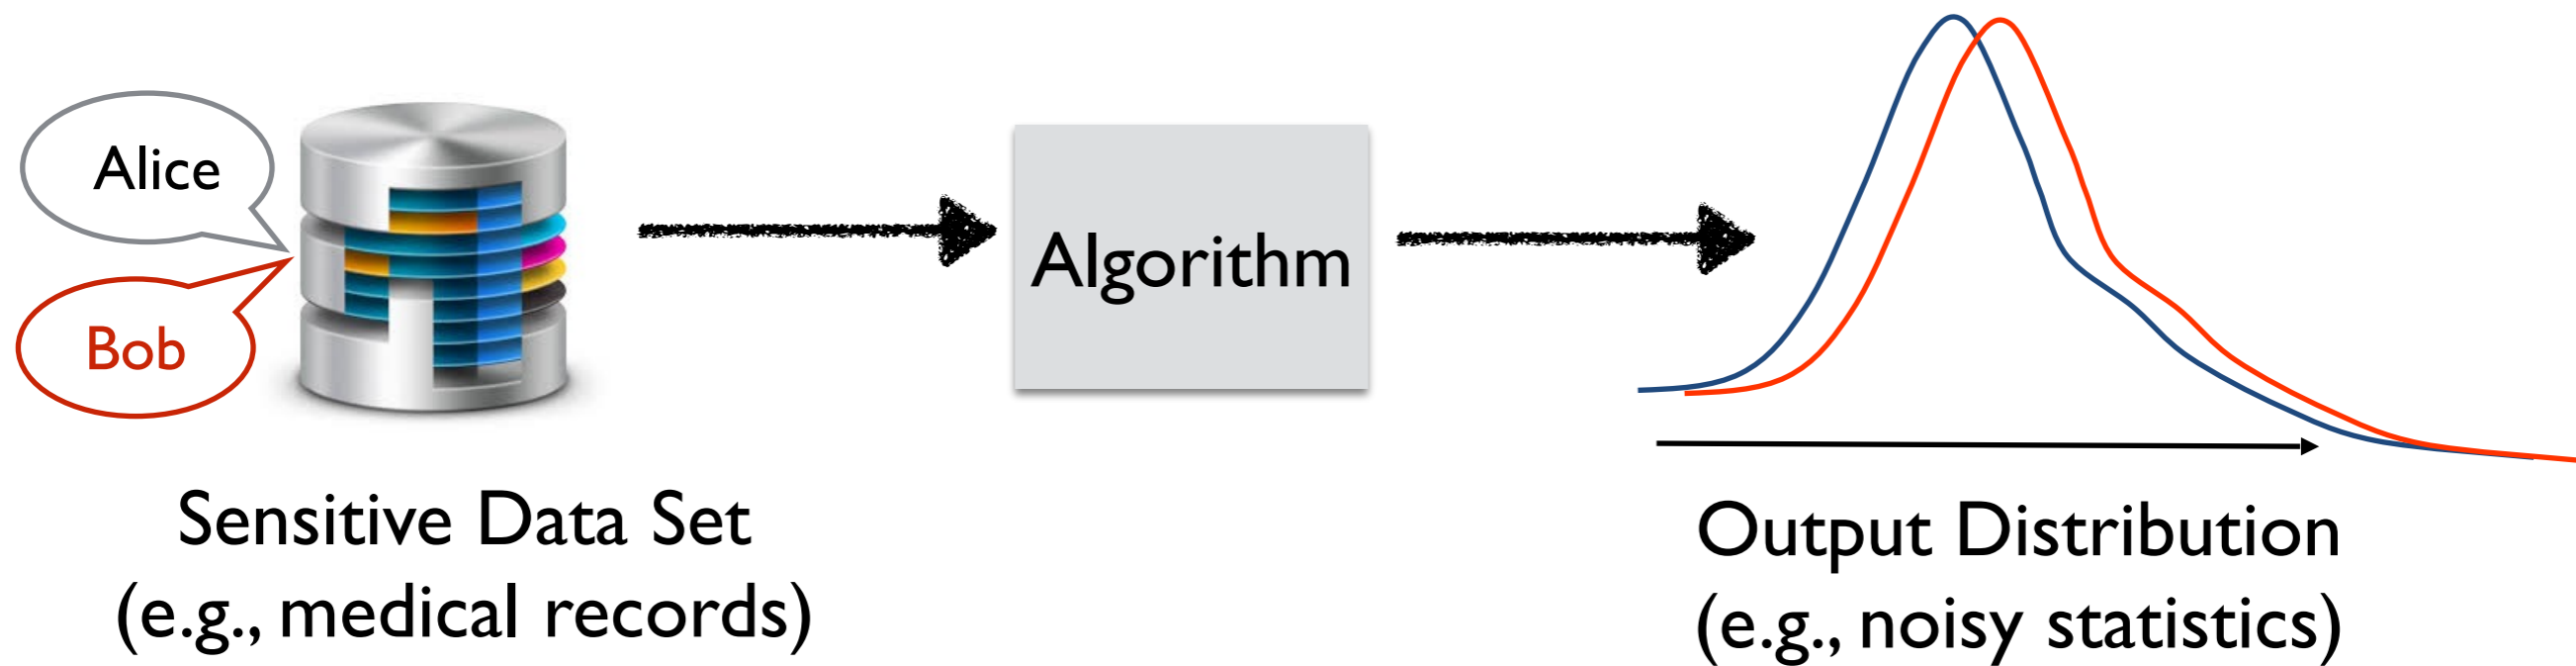 Alice
Bob
Algorithm
Sensitive Data Set
(e.g., medical records)
Output Distribution
(e.g., noisy statistics)